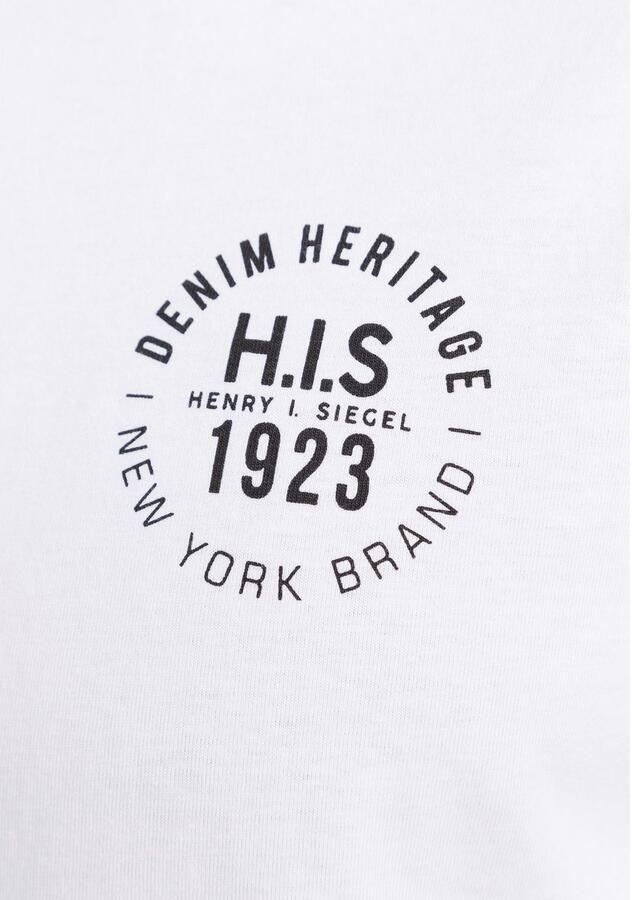 DENIM HERITAGE
H.I.S
HENRY I. SIEGEL
1923
| NEW YORK BRAND |